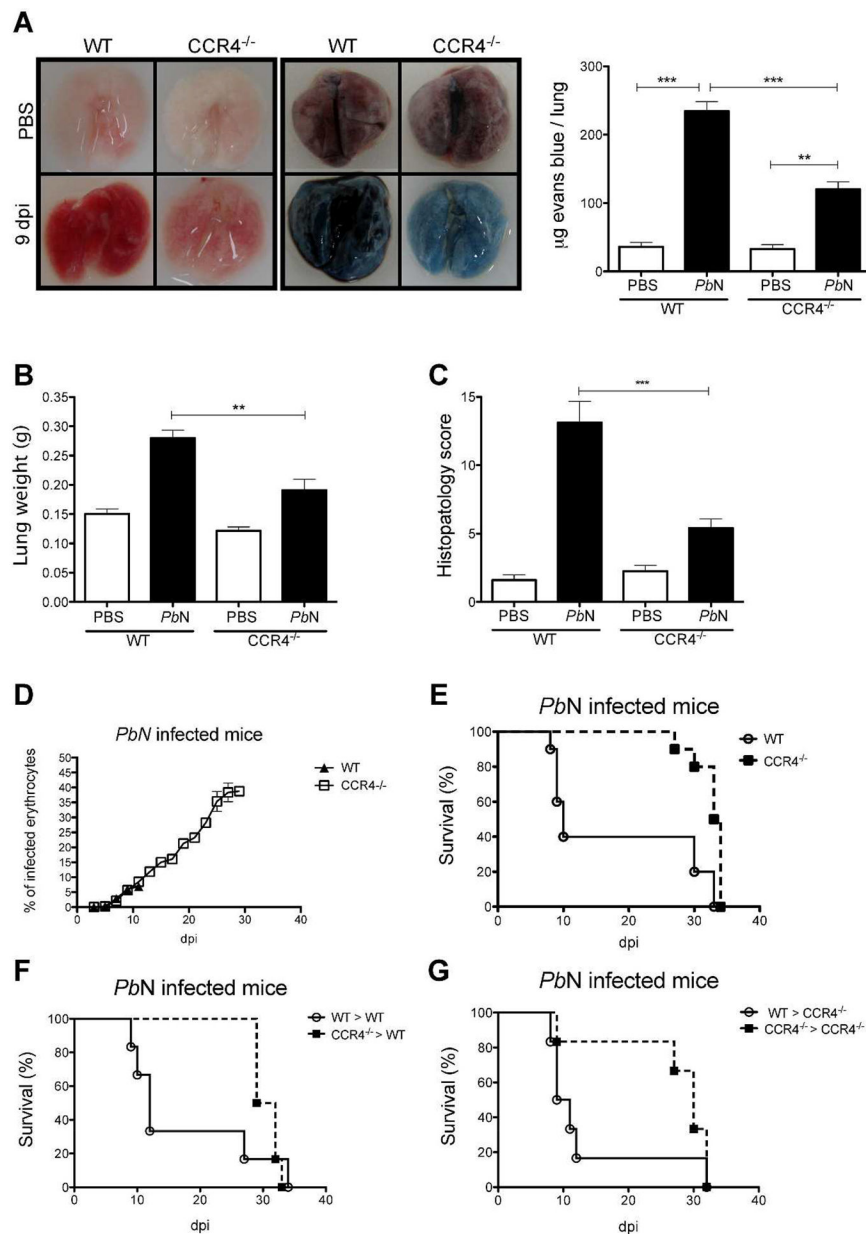 A
WT CCR4-/- WT CCR4-/-
PBS
9 dpi
µg evans blue / lung
300
200
100
0
***
***
**
PBS PbN PBS PbN
WT CCR4-/-
B
Lung weight (g)
0.35
0.30
0.25
0.20
0.15
0.10
0.05
0.00
**
PBS PbN PBS PbN
WT CCR4-/-
C
Histopatology score
15
10
5
0
***
PBS PbN PBS PbN
WT CCR4-/-
D
PbN infected mice
% of infected erythrocytes
50
45
40
35
30
25
20
15
10
5
0
0 10 20 30 40
dpi
WT
CCR4-/-
E
PbN infected mice
Survival (%)
100
80
60
40
20
0
0 10 20 30 40
dpi
WT
CCR4-/-
F
PbN infected mice
Survival (%)
100
80
60
40
20
0
0 10 20 30 40
dpi
WT > WT
CCR4-/- > WT
G
PbN infected mice
Survival (%)
100
80
60
40
20
0
0 10 20 30 40
dpi
WT > CCR4-/-
CCR4-/- > CCR4-/-